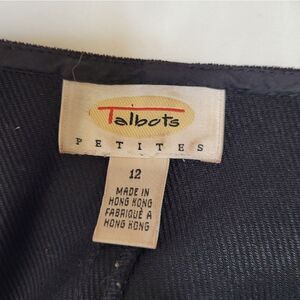 Talbots
PETITES
12
MADE IN
HONG KONG
FABRIQUÉ À
HONG KONG